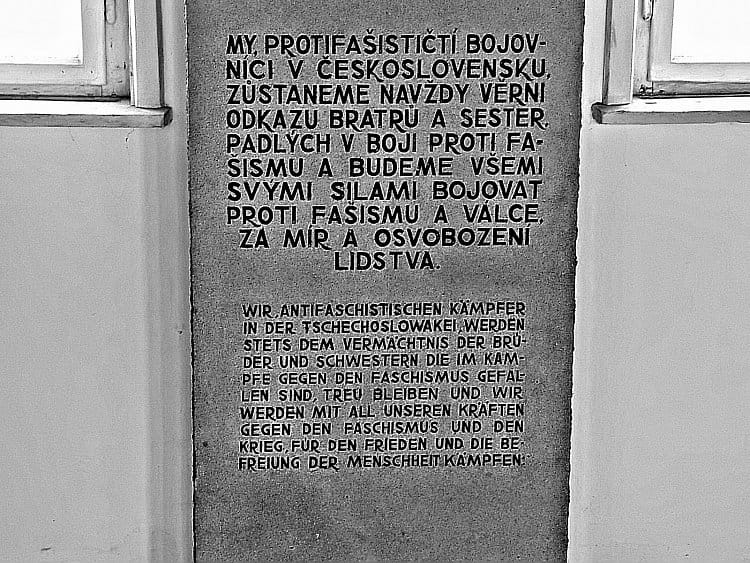 MY, PROTIFAŠISTIČTÍ BOJOV-
NÍCI V ČESKOSLOVENSKU,
ZŮSTANEME NAVŽDY VĚRNI
ODKAZU BRATRŮ A SESTER,
PADLÝCH V BOJI PROTI FA-
ŠISMU A BUDEME VŠEMI
SVÝMI SILAMI BOJOVAT
PROTI FAŠISMU A VÁLCE,
ZA MÍR A OSVOBOZENÍ
LIDSTVA.
WIR, ANTIFASCHISTISCHEN KÄMPFER
IN DER TSCHECHOSLOWAKEI, WERDEN
STETS DEM VERMÄCHTNIS DER BRÜ-
DER UND SCHWESTERN DIE IM KAM-
PFE GEGEN DEN FASCHISMUS GEFAL-
LEN SIND, TREU BLEIBEN UND WIR
WERDEN MIT ALL UNSEREN KRÄFTEN
GEGEN DEN FASCHISMUS UND DEN
KRIEG, FÜR DEN FRIEDEN UND DIE BE-
FREIUNG DER MENSCHHEIT KÄMPFEN.